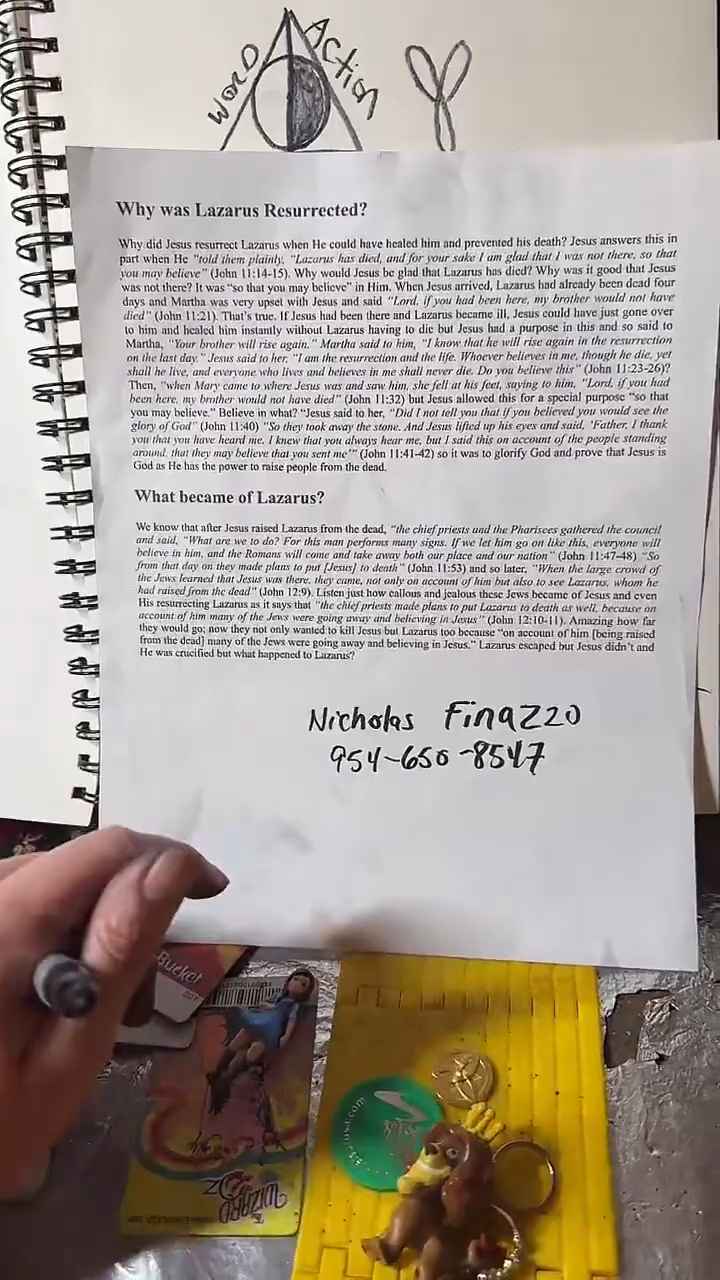 WORD ACTION
Why was Lazarus Resurrected?
Why did Jesus resurrect Lazarus when He could have healed him and prevented his death? Jesus answers this in
part when He "told them plainly, "Lazarus has died, and for your sake I am glad that I was not there, so that
you may believe" (John 11:14-15). Why would Jesus be glad that Lazarus has died? Why was it good that Jesus
was not there? It was "so that you may believe" in Him. When Jesus arrived, Lazarus had already been dead four
days and Martha was very upset with Jesus and said "Lord, if you had been here, my brother would not have
died" (John 11:21). That's true. If Jesus had been there and Lazarus became ill, Jesus could have just gone over
to him and healed him instantly without Lazarus having to die but Jesus had a purpose in this and so said to
Martha, "Your brother will rise again." Martha said to him, "I know that he will rise again in the resurrection
on the last day." Jesus said to her, "I am the resurrection and the life. Whoever believes in me, though he die, yet
shall he live, and everyone who lives and believes in me shall never die. Do you believe this" (John 11:23-26)?
Then, "when Mary came to where Jesus was and saw him, she fell at his feet, saying to him, "Lord, if you had
been here, my brother would not have died" (John 11:32) but Jesus allowed this for a special purpose "so that
you may believe." Believe in what? "Jesus said to her, "Did I not tell you that if you believed you would see the
glory of God" (John 11:40) "So they took away the stone. And Jesus lifted up his eyes and said, 'Father, I thank
you that you have heard me. I knew that you always hear me, but I said this on account of the people standing
around, that they may believe that you sent me'" (John 11:41-42) so it was to glorify God and prove that Jesus is
God as He has the power to raise people from the dead.
What became of Lazarus?
We know that after Jesus raised Lazarus from the dead, "the chief priests and the Pharisees gathered the council
and said, "What are we to do? For this man performs many signs. If we let him go on like this, everyone will
believe in him, and the Romans will come and take away both our place and our nation" (John 11:47-48) "So
from that day on they made plans to put [Jesus] to death" (John 11:53) and so later, "When the large crowd of
the Jews learned that Jesus was there, they came, not only on account of him but also to see Lazarus, whom he
had raised from the dead" (John 12:9). Listen just how callous and jealous these Jews became of Jesus and even
His resurrecting Lazarus as it says that "the chief priests made plans to put Lazarus to death as well, because on
account of him many of the Jews were going away and believing in Jesus" (John 12:10-11). Amazing how far
they would go; now they not only wanted to kill Jesus but Lazarus too because "on account of him [being raised
from the dead] many of the Jews were going away and believing in Jesus." Lazarus escaped but Jesus didn't and
He was crucified but what happened to Lazarus?
Nicholas Finazzo
954-650-8547
Bucket
The
WIZARD
OZ